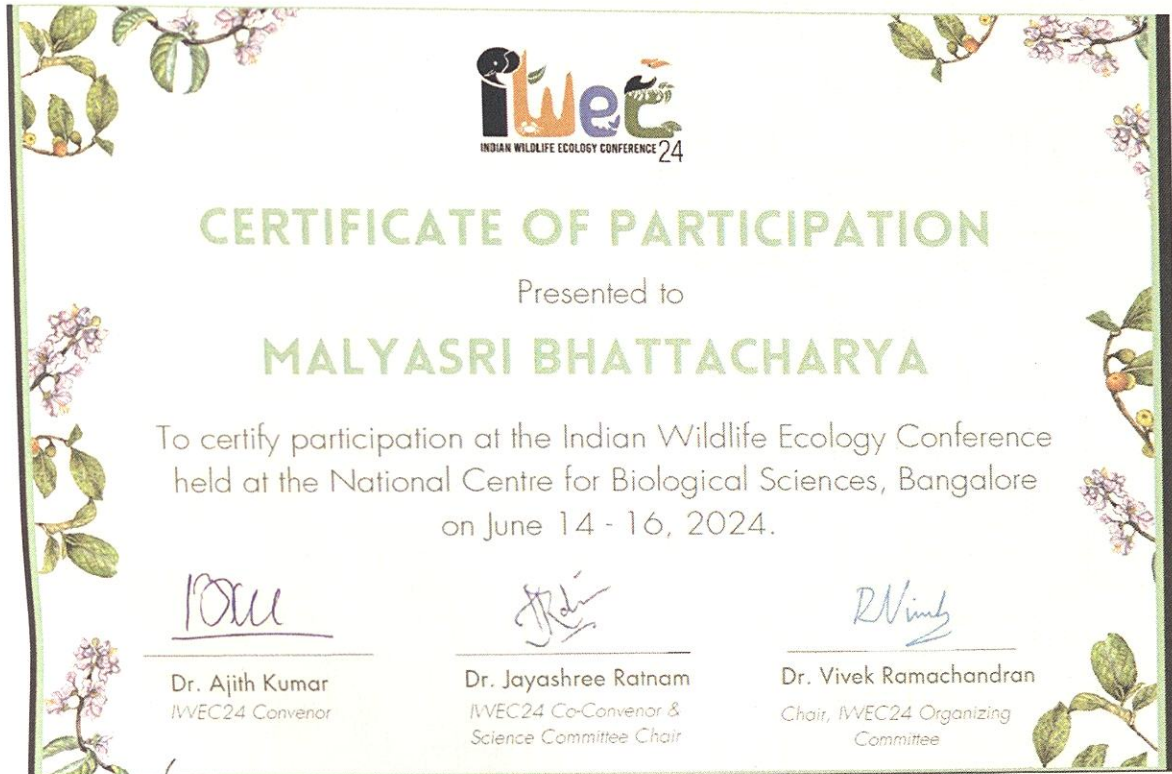 iwec
INDIAN WILDLIFE ECOLOGY CONFERENCE 24
CERTIFICATE OF PARTICIPATION
Presented to
MALYASRI BHATTACHARYA
To certify participation at the Indian Wildlife Ecology Conference
held at the National Centre for Biological Sciences, Bangalore
on June 14 - 16, 2024.
Dr. Ajith Kumar
IWEC24 Convenor
Dr. Jayashree Ratnam
IWEC24 Co-Convenor &
Science Committee Chair
Dr. Vivek Ramachandran
Chair, IWEC24 Organizing
Committee